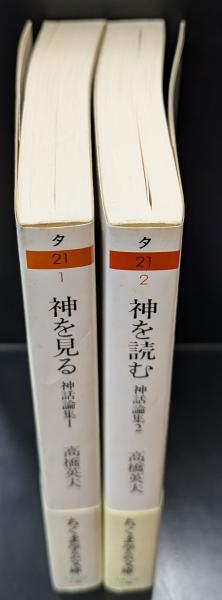 タ
21
1
神を見る
神話論集1
高橋英夫
ちくま学芸文庫
タ
21
2
神を読む
神話論集2
高橋英夫
ちくま学芸文庫